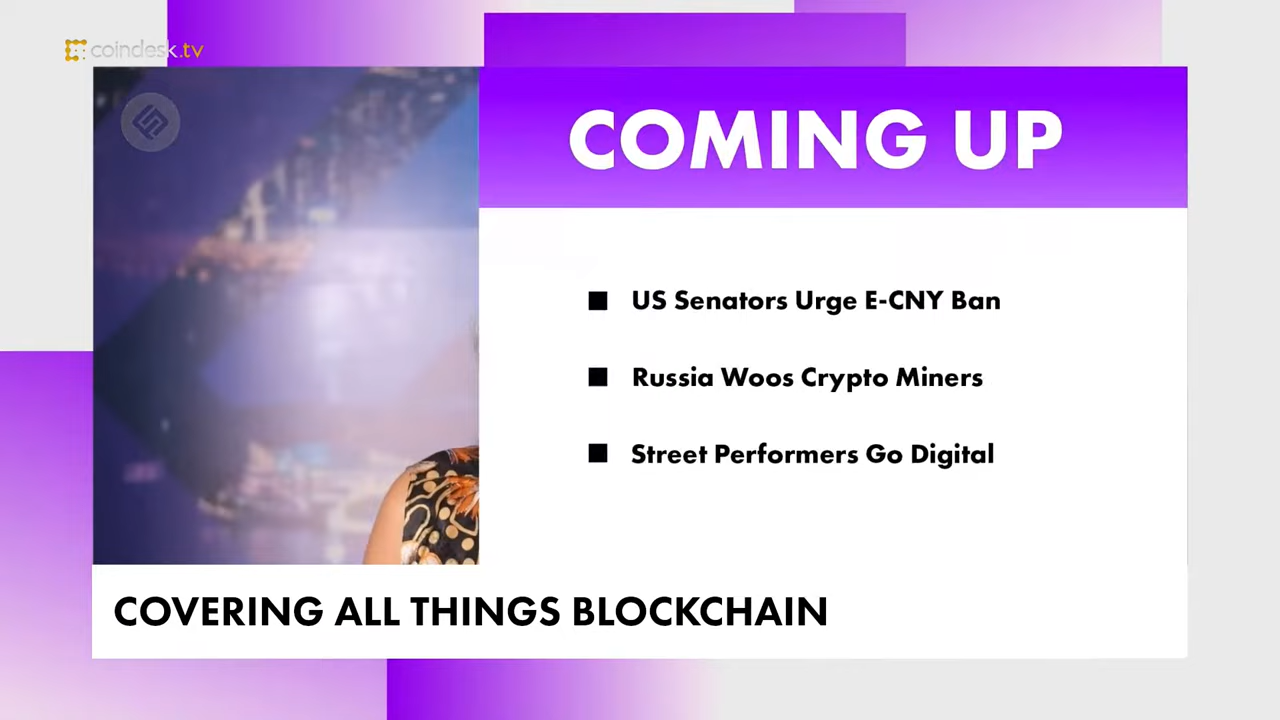 coindesk.tv
COMING UP
US Senators Urge E-CNY Ban
Russia Woos Crypto Miners
Street Performers Go Digital
COVERING ALL THINGS BLOCKCHAIN